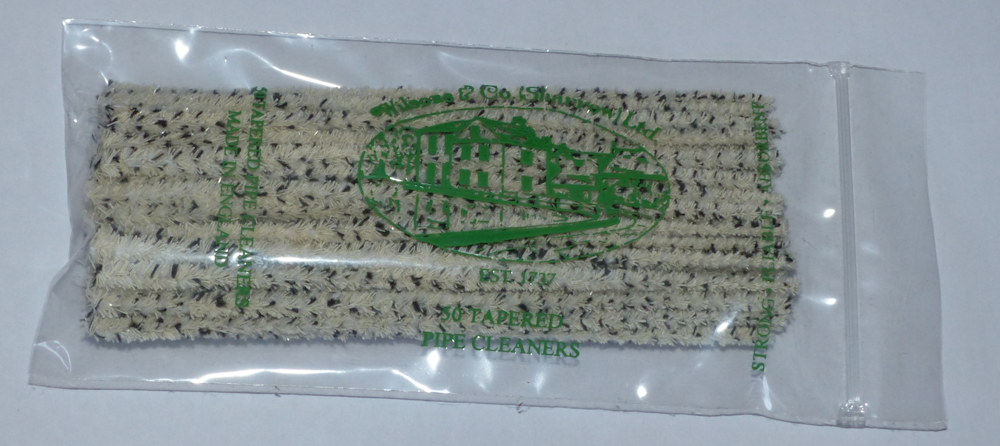 Wilsons & Co. (Sharrow) Ltd
EST. 1737
50 TAPERED
PIPE CLEANERS
50 TAPERED PIPE CLEANERS
MADE IN ENGLAND
STRONG • PLIABLE • ABSORBENT